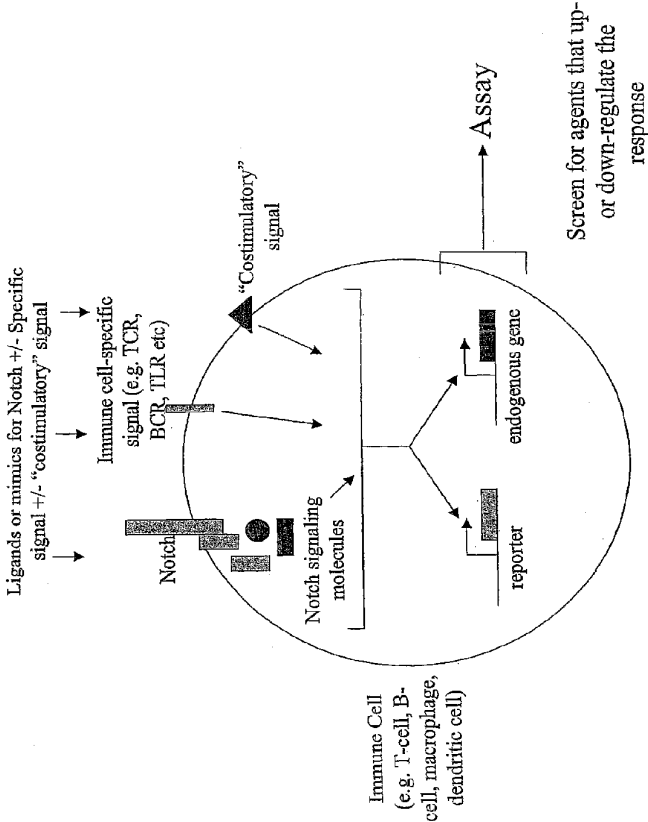 Ligands or mimics for Notch +/- Specific
signal +/- “costimulatory” signal
Immune cell-specific
signal (e.g. TCR,
BCR, TLR etc)
“Costimulatory”
signal
Notch
Notch signaling
molecules
Immune Cell
(e.g. T-cell, B-
cell, macrophage,
dendritic cell)
reporter
endogenous gene
Assay
Screen for agents that up-
or down-regulate the
response